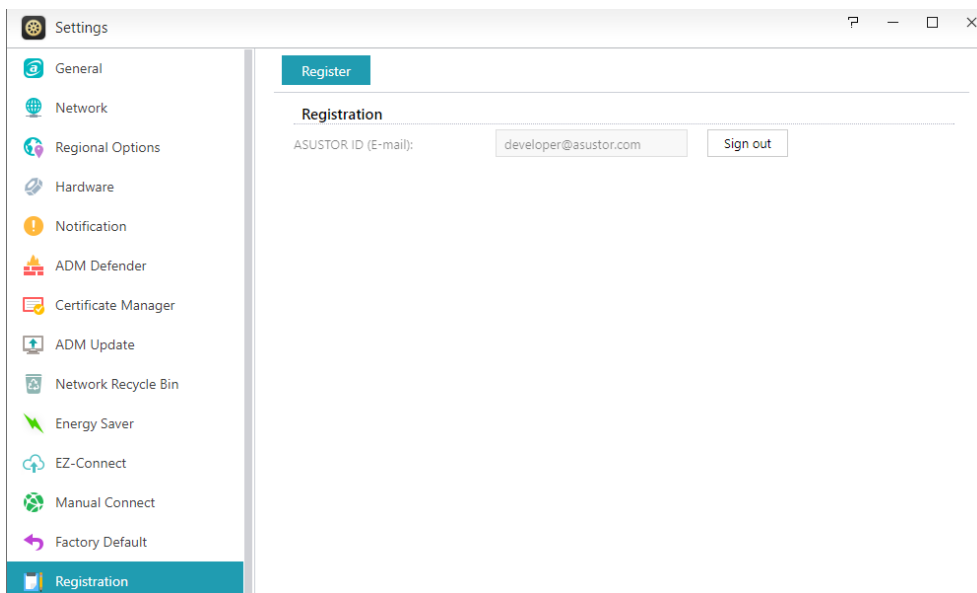 Settings
General
Network
Regional Options
Hardware
Notification
ADM Defender
Certificate Manager
ADM Update
Network Recycle Bin
Energy Saver
EZ-Connect
Manual Connect
Factory Default
Registration
Register
Registration
ASUSTOR ID (E-mail): developer@asustor.com Sign out